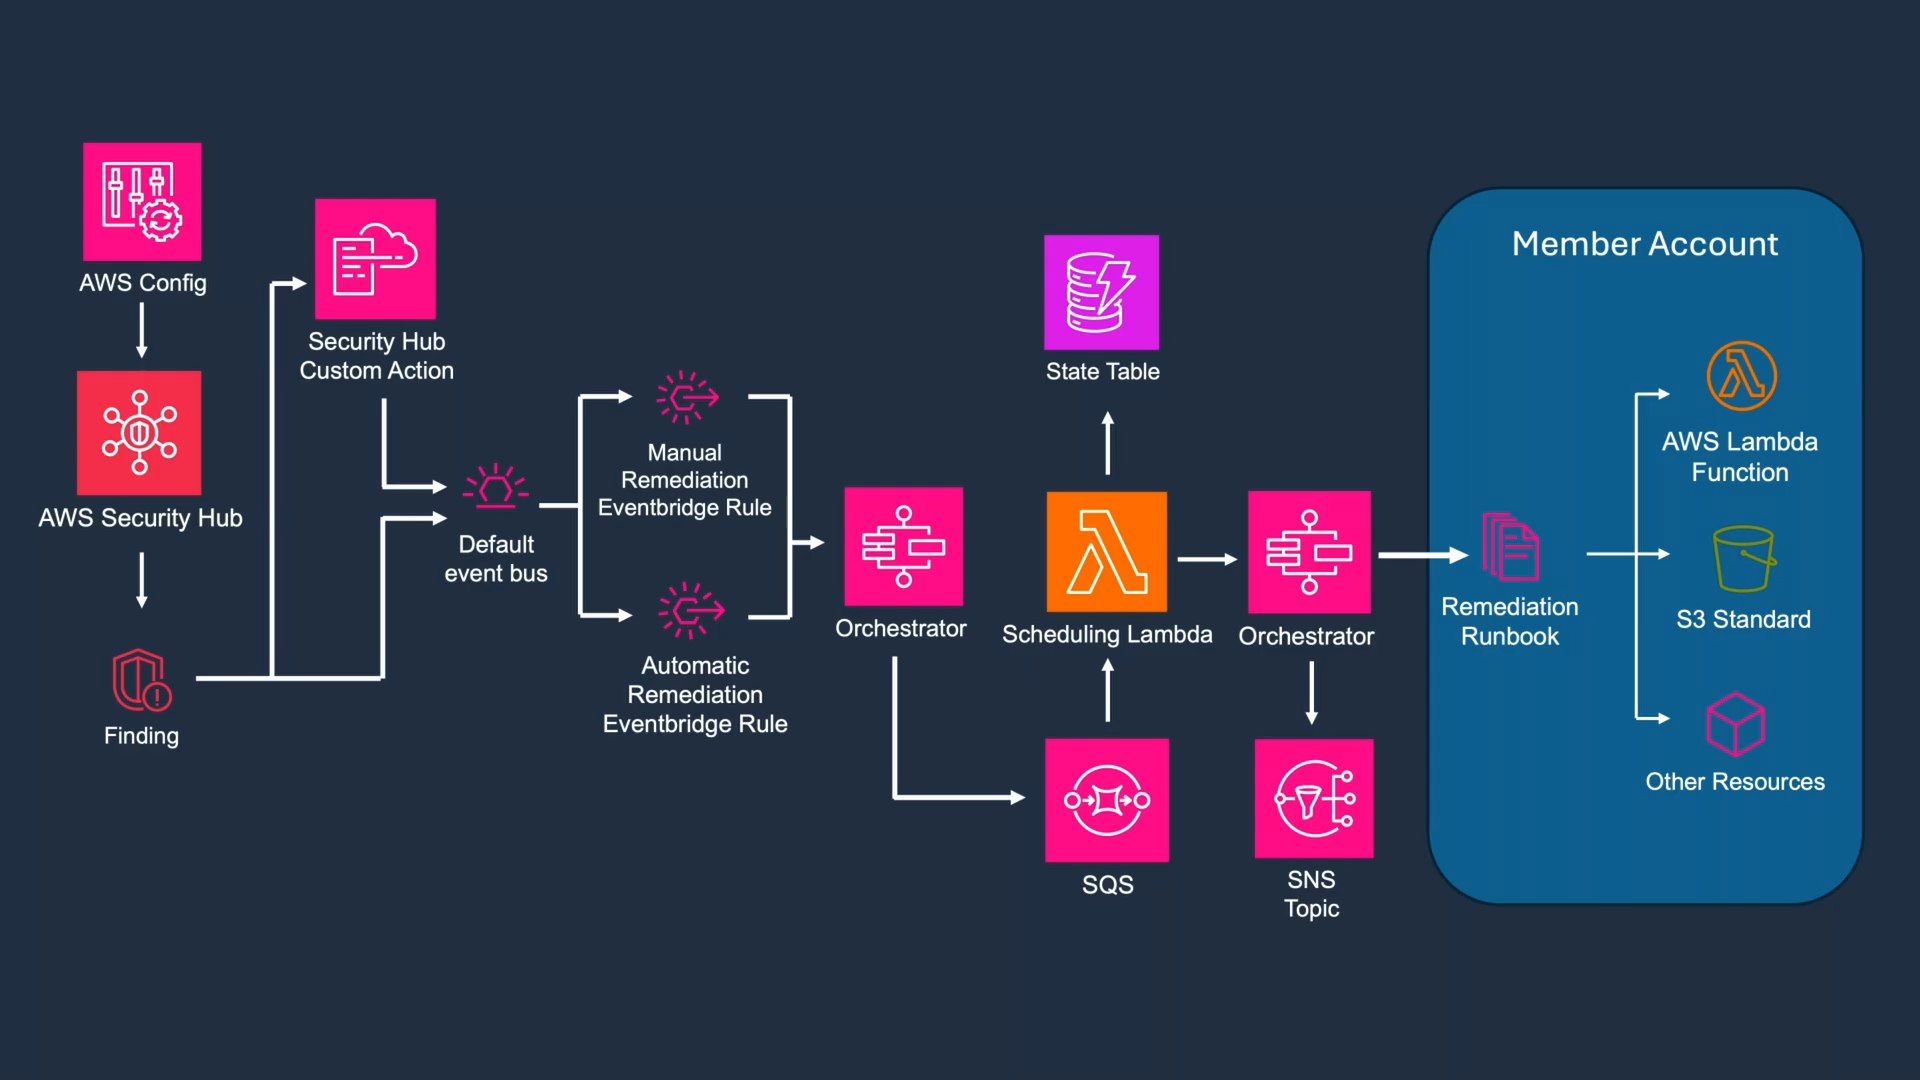 AWS Config
AWS Security Hub
Finding
Security Hub
Custom Action
Default
event bus
Manual
Remediation
Eventbridge Rule
Automatic
Remediation
Eventbridge Rule
Orchestrator
State Table
Scheduling Lambda
SQS
Orchestrator
SNS
Topic
Member Account
Remediation
Runbook
AWS Lambda
Function
S3 Standard
Other Resources